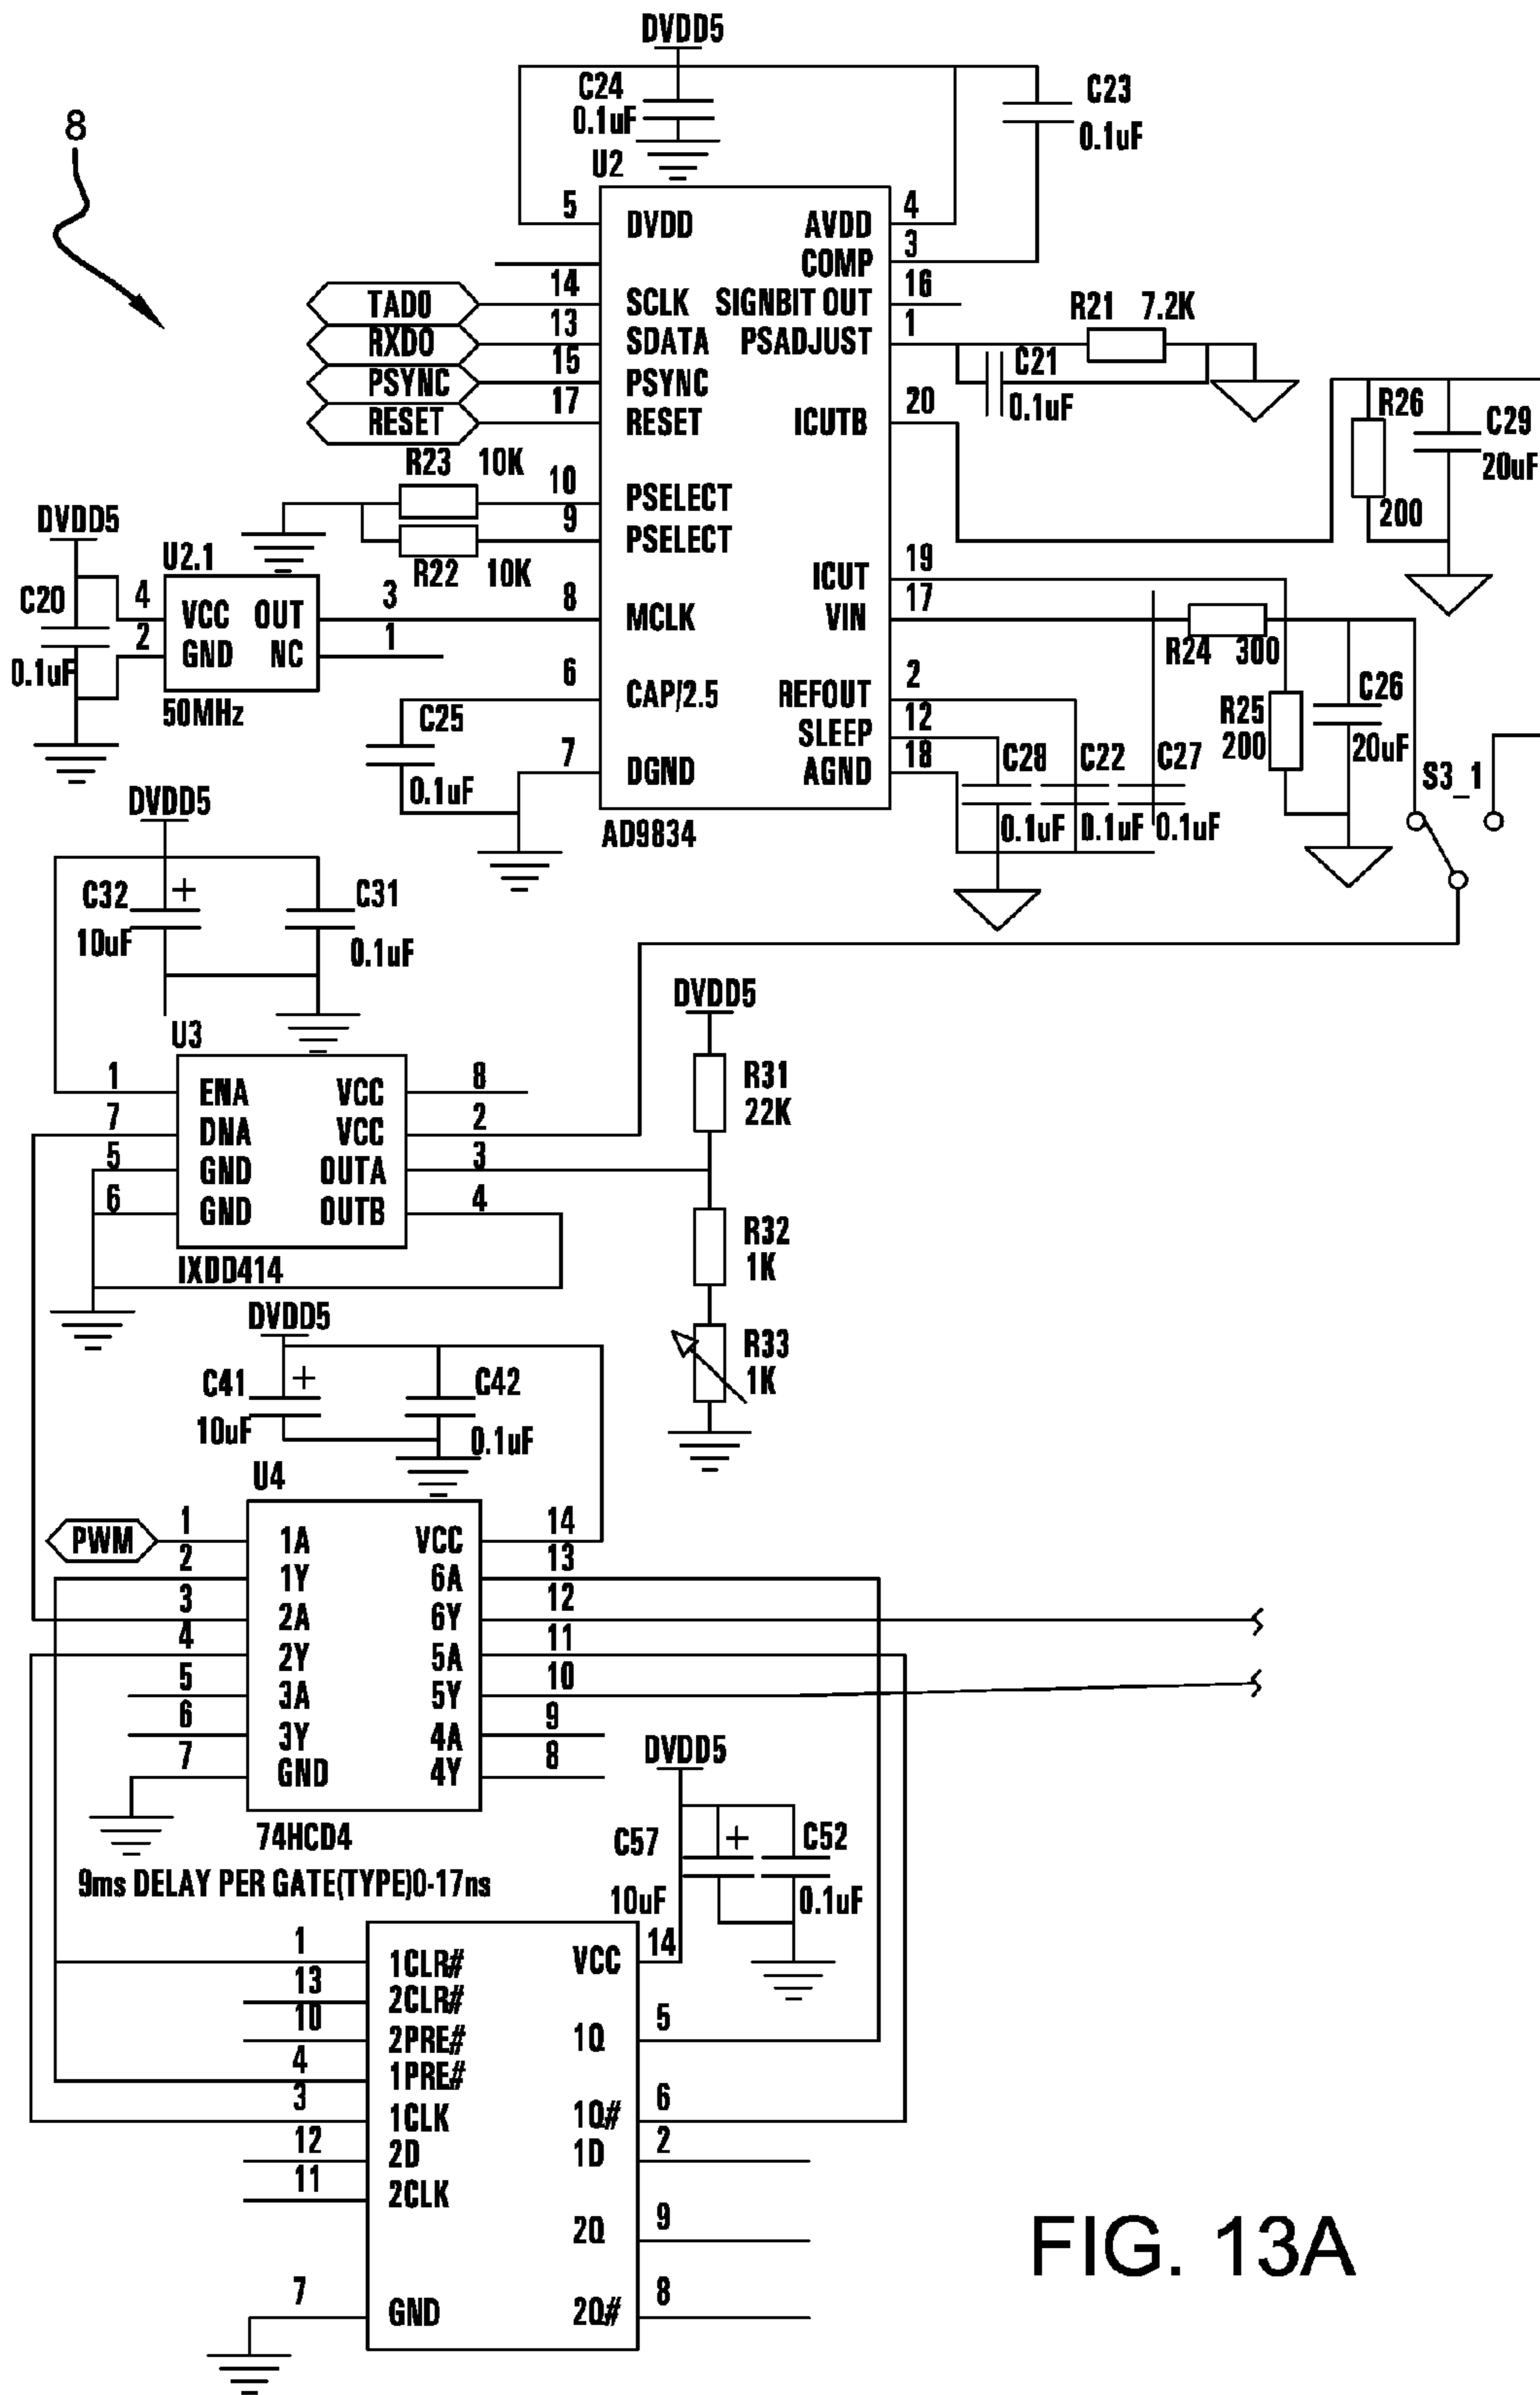 DVDD5
8
C24
0.1uF
C23
0.1uF
U2
5 DVDD AVDD 4
COMP 3
TAD0 14 SCLK SIGNBIT OUT 16
RXD0 13 SDATA PSADJUST 1
R21 7.2K
C21
0.1uF
PSYNC 15 PSYNC
RESET 17 RESET ICUTB 20
R26
200
C29
20uF
R23 10K
10 PSELECT
9 PSELECT
R22 10K
DVDD5
U2.1
C20
0.1uF
4 VCC OUT 3
2 GND NC 1
50MHz
8 MCLK
ICUT 19
VIN 17
R24 300
6 CAP/2.5 REFOUT 2
SLEEP 12
7 DGND AGND 18
C25
0.1uF
C28
0.1uF
C22
0.1uF
C27
0.1uF
R25
200
C26
20uF
S3_1
AD9834
DVDD5
C32
+
10uF
C31
0.1uF
U3
1 ENA VCC 8
7 DNA VCC 2
5 GND OUTA 3
6 GND OUTB 4
IXDD414
DVDD5
R31
22K
R32
1K
R33
1K
DVDD5
C41
+
10uF
C42
0.1uF
U4
PWM 1 1A VCC 14
2 1Y 6A 13
3 2A 6Y 12
4 2Y 5A 11
5 3A 5Y 10
6 3Y 4A 9
7 GND 4Y 8
74HCD4
9ms DELAY PER GATE(TYPE)0-17ns
DVDD5
C57
+
10uF
C52
0.1uF
1 1CLR# VCC 14
13 2CLR#
10 2PRE# 1Q 5
4 1PRE#
3 1CLK 1Q# 6
12 2D 1D 2
11 2CLK
2Q 9
7 GND 2Q# 8
FIG. 13A